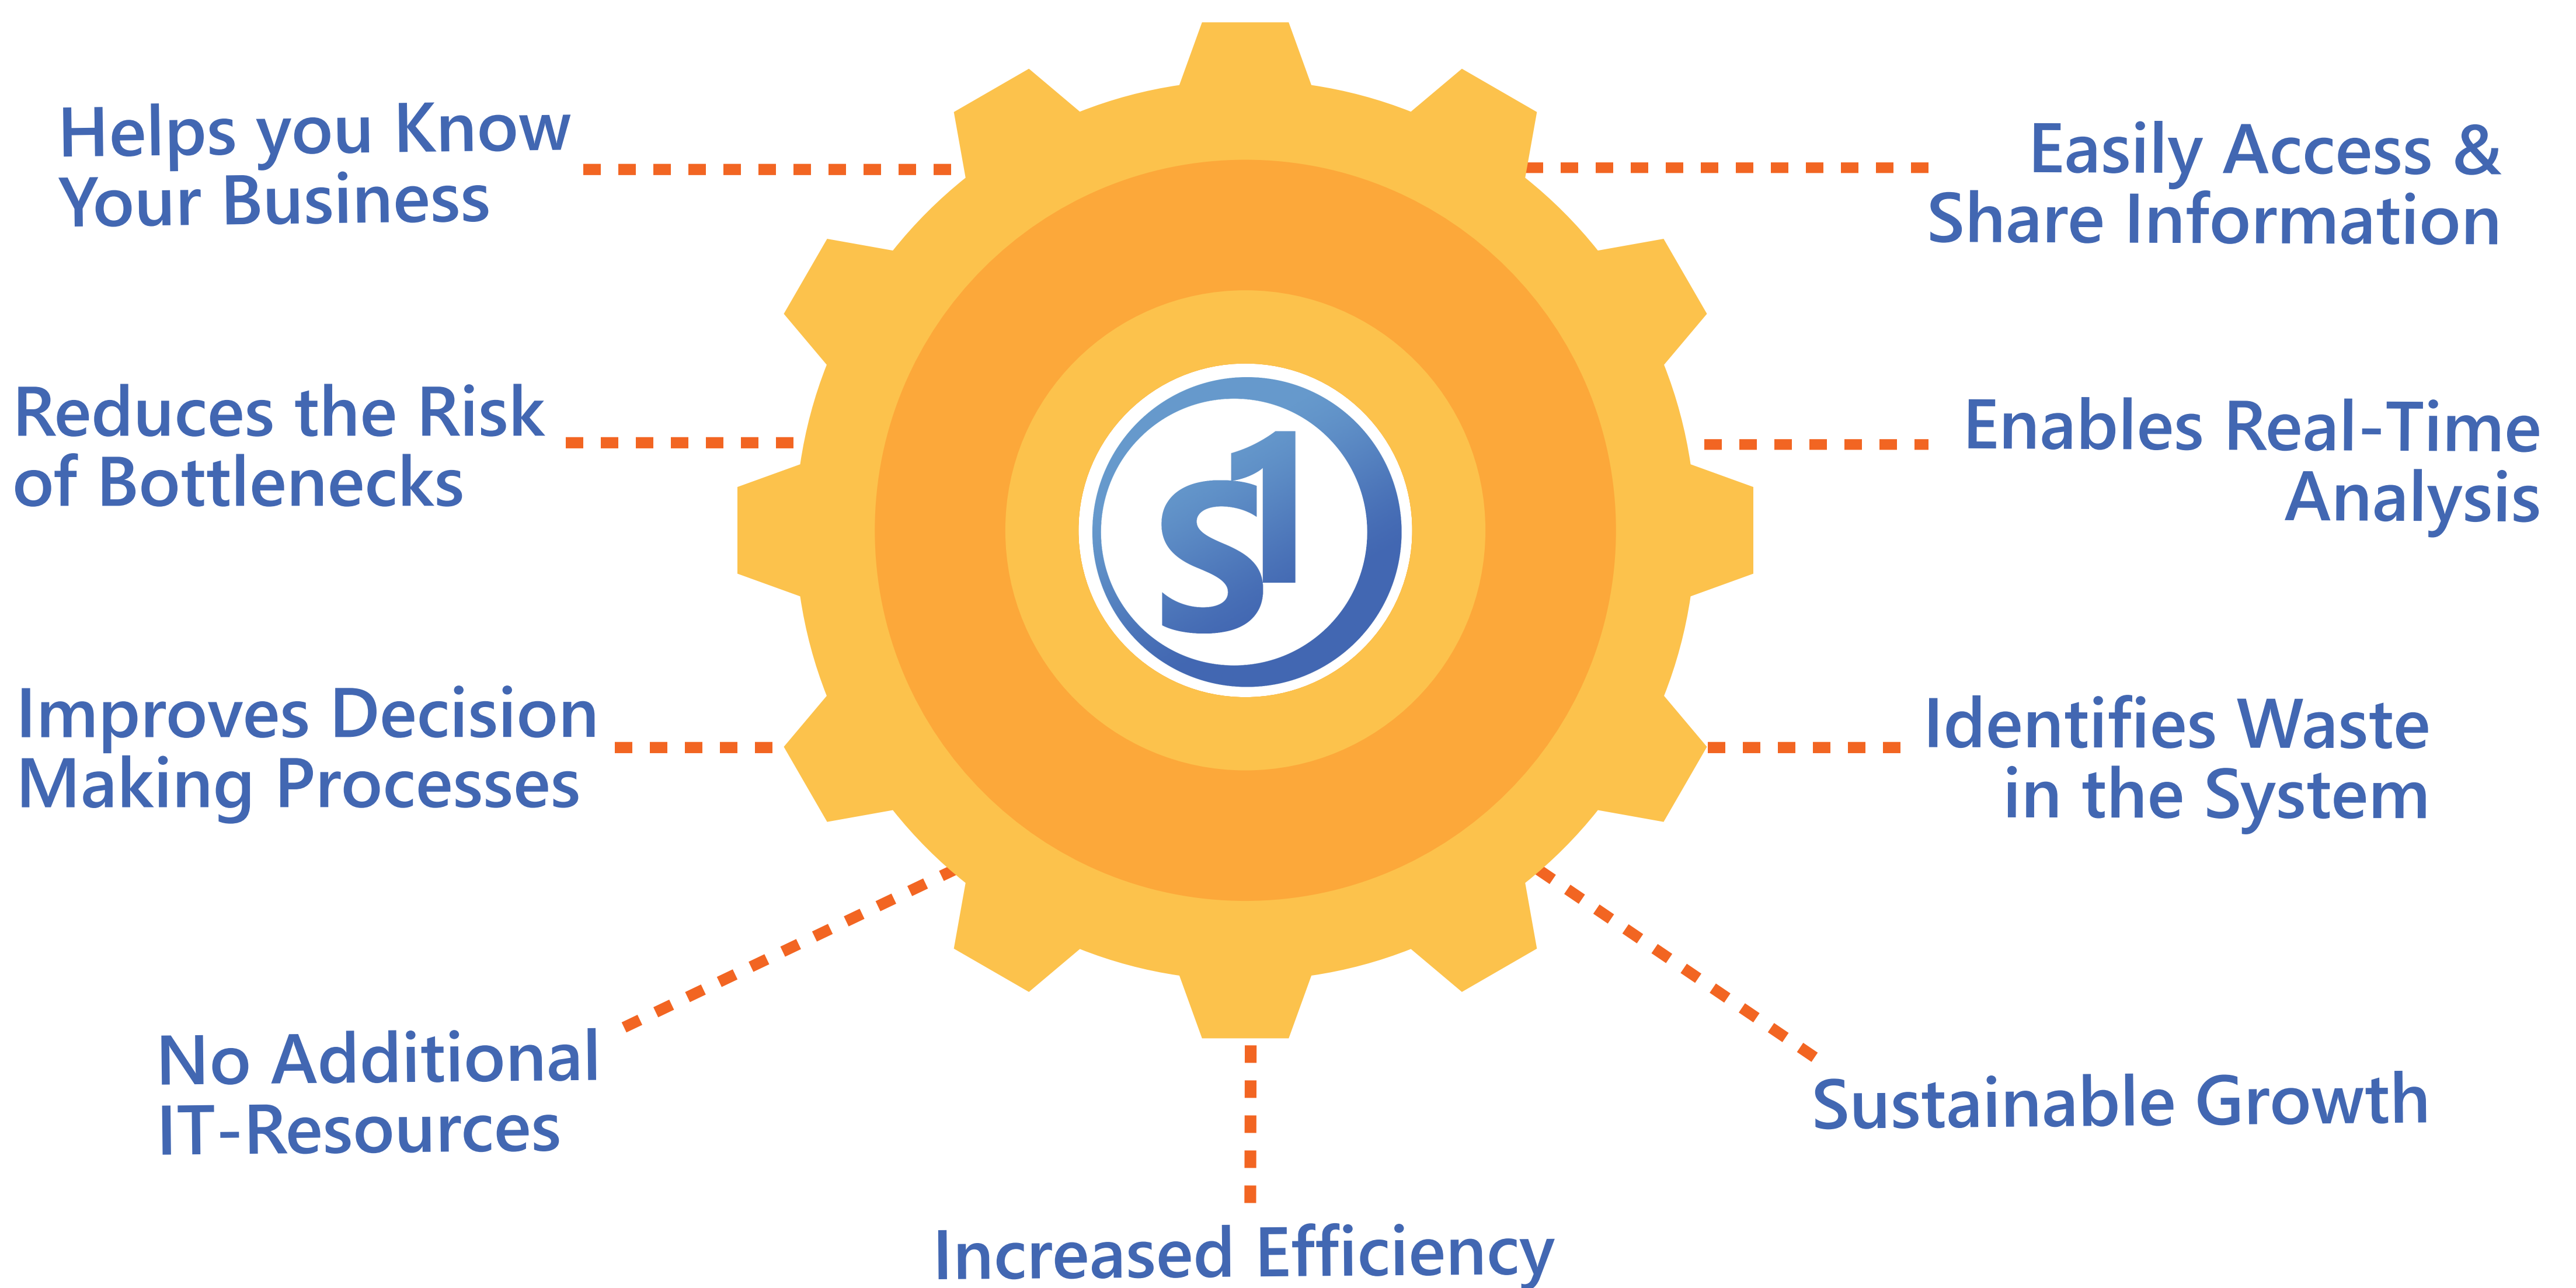 Helps you Know
Your Business
Reduces the Risk
of Bottlenecks
Improves Decision
Making Processes
No Additional
IT-Resources
S1
Increased Efficiency
Easily Access &
Share Information
Enables Real-Time
Analysis
Identifies Waste
in the System
Sustainable Growth